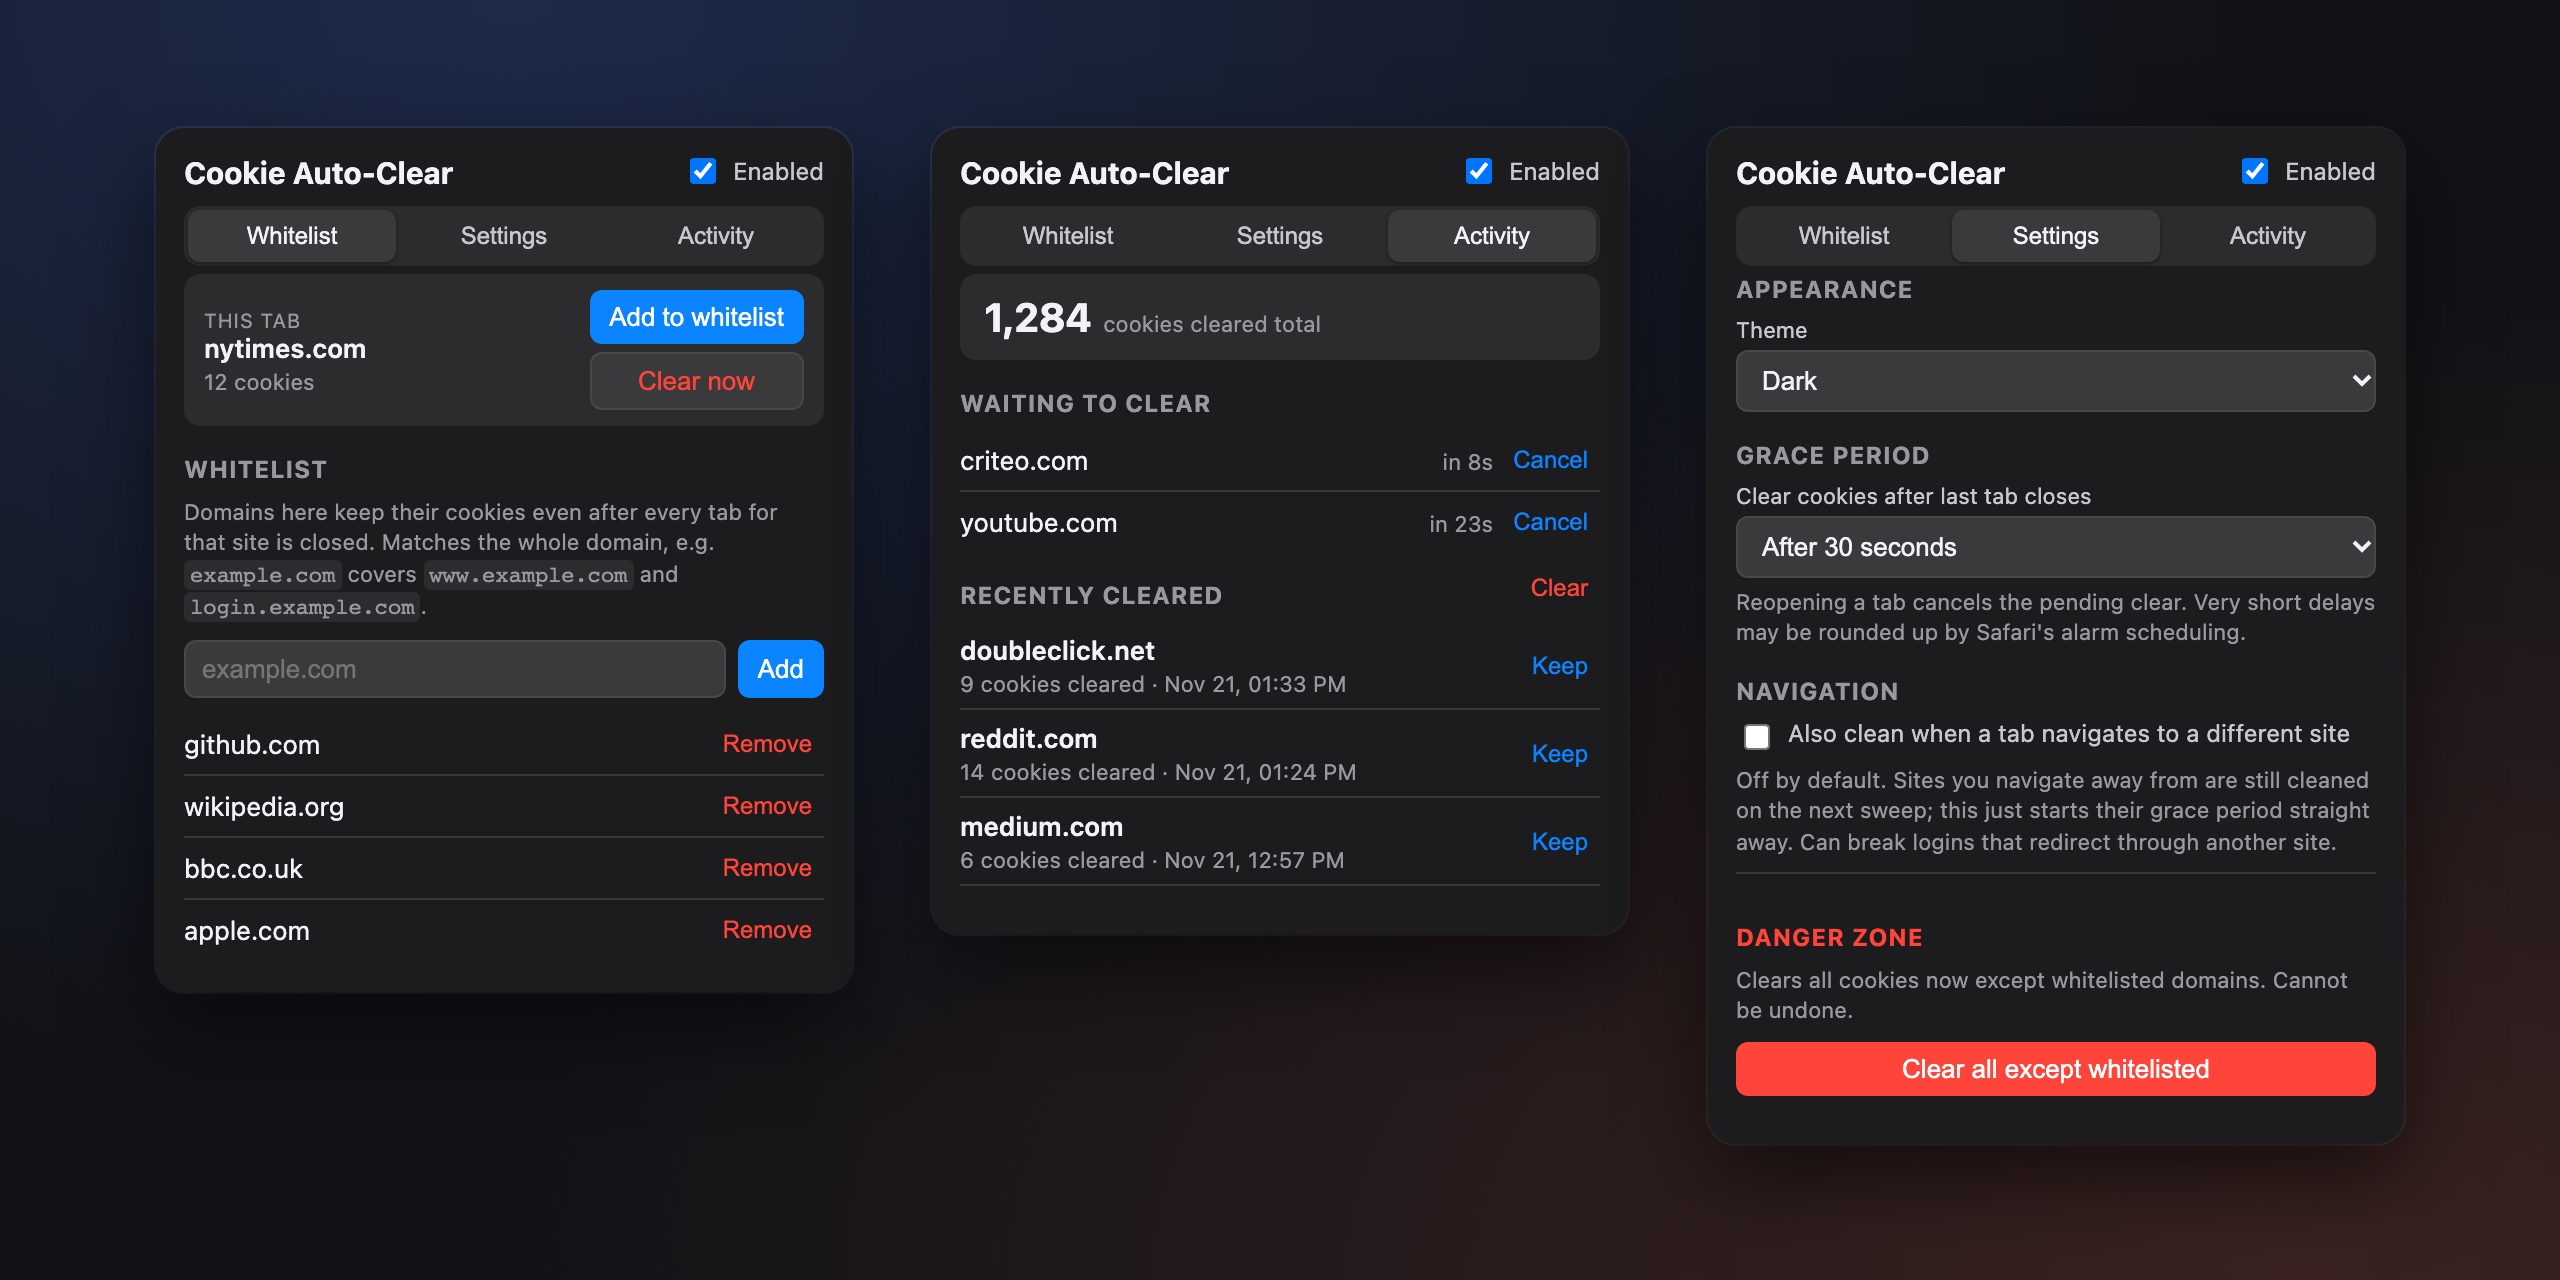 Cookie Auto-Clear
Enabled
Whitelist
Settings
Activity
THIS TAB
nytimes.com
12 cookies
Add to whitelist
Clear now
WHITELIST
Domains here keep their cookies even after every tab for
that site is closed. Matches the whole domain, e.g.
example.com covers www.example.com and
login.example.com.
example.com
Add
github.com
Remove
wikipedia.org
Remove
bbc.co.uk
Remove
apple.com
Remove
Cookie Auto-Clear
Enabled
Whitelist
Settings
Activity
1,284 cookies cleared total
WAITING TO CLEAR
criteo.com
in 8s
Cancel
youtube.com
in 23s
Cancel
RECENTLY CLEARED
Clear
doubleclick.net
9 cookies cleared · Nov 21, 01:33 PM
Keep
reddit.com
14 cookies cleared · Nov 21, 01:24 PM
Keep
medium.com
6 cookies cleared · Nov 21, 12:57 PM
Keep
Cookie Auto-Clear
Enabled
Whitelist
Settings
Activity
APPEARANCE
Theme
Dark
GRACE PERIOD
Clear cookies after last tab closes
After 30 seconds
Reopening a tab cancels the pending clear. Very short delays
may be rounded up by Safari's alarm scheduling.
NAVIGATION
Also clean when a tab navigates to a different site
Off by default. Sites you navigate away from are still cleaned
on the next sweep; this just starts their grace period straight
away. Can break logins that redirect through another site.
DANGER ZONE
Clears all cookies now except whitelisted domains. Cannot
be undone.
Clear all except whitelisted